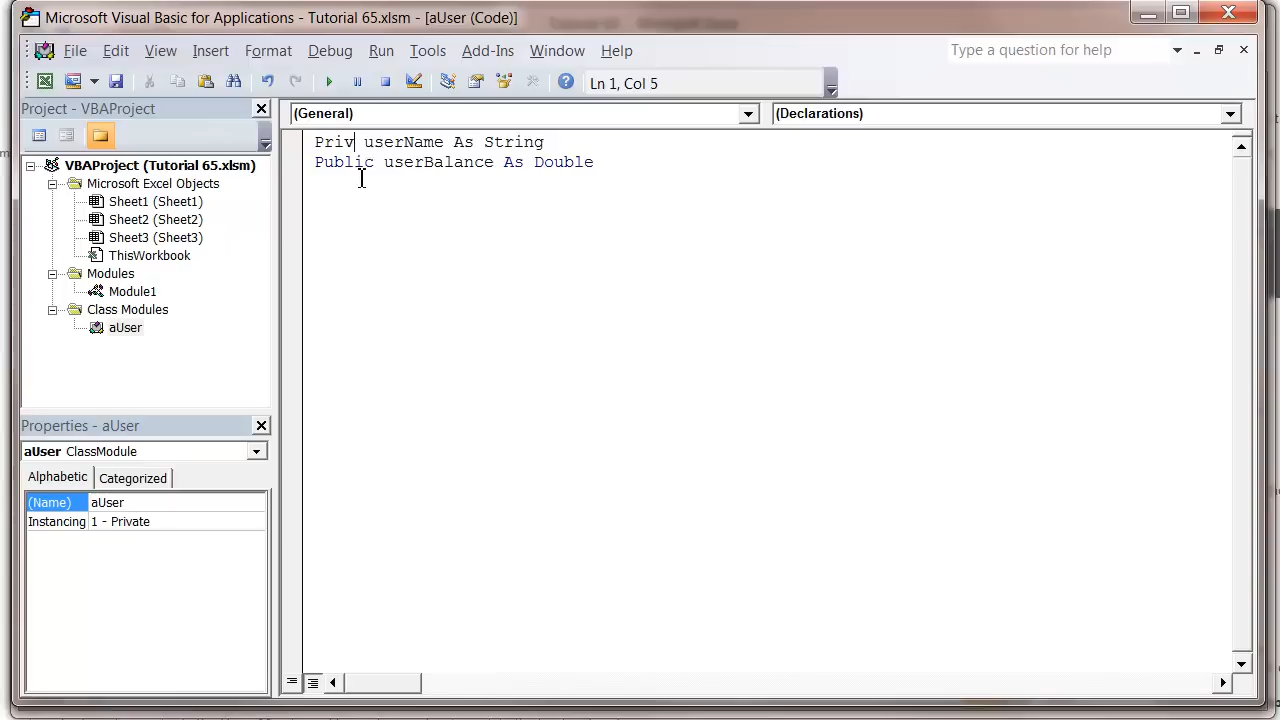 Microsoft Visual Basic for Applications - Tutorial 65.xlsm - [aUser (Code)]
File Edit View Insert Format Debug Run Tools Add-Ins Window Help
Type a question for help
Ln 1, Col 5
Project - VBAProject
(General)
(Declarations)
Priv userName As String
Public userBalance As Double
VBAProject (Tutorial 65.xlsm)
Microsoft Excel Objects
Sheet1 (Sheet1)
Sheet2 (Sheet2)
Sheet3 (Sheet3)
ThisWorkbook
Modules
Module1
Class Modules
aUser
Properties - aUser
aUser ClassModule
Alphabetic Categorized
(Name) aUser
Instancing 1 - Private